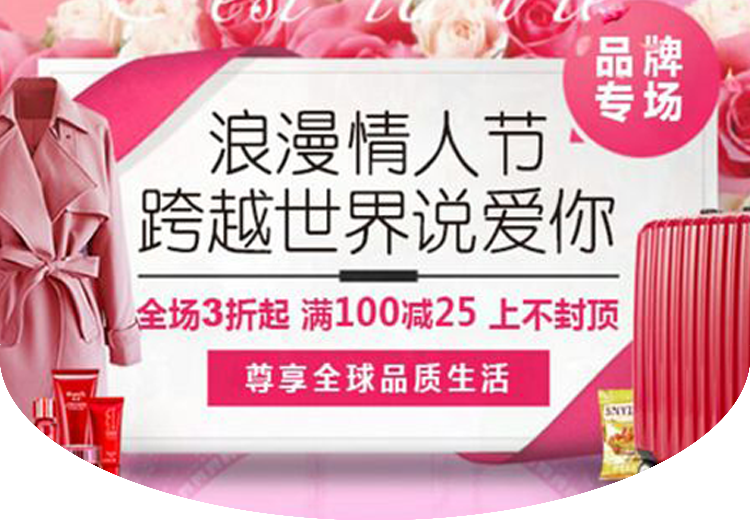 品牌
专场
浪漫情人节
跨越世界说爱你
全场3折起 满100减25 上不封顶
尊享全球品质生活